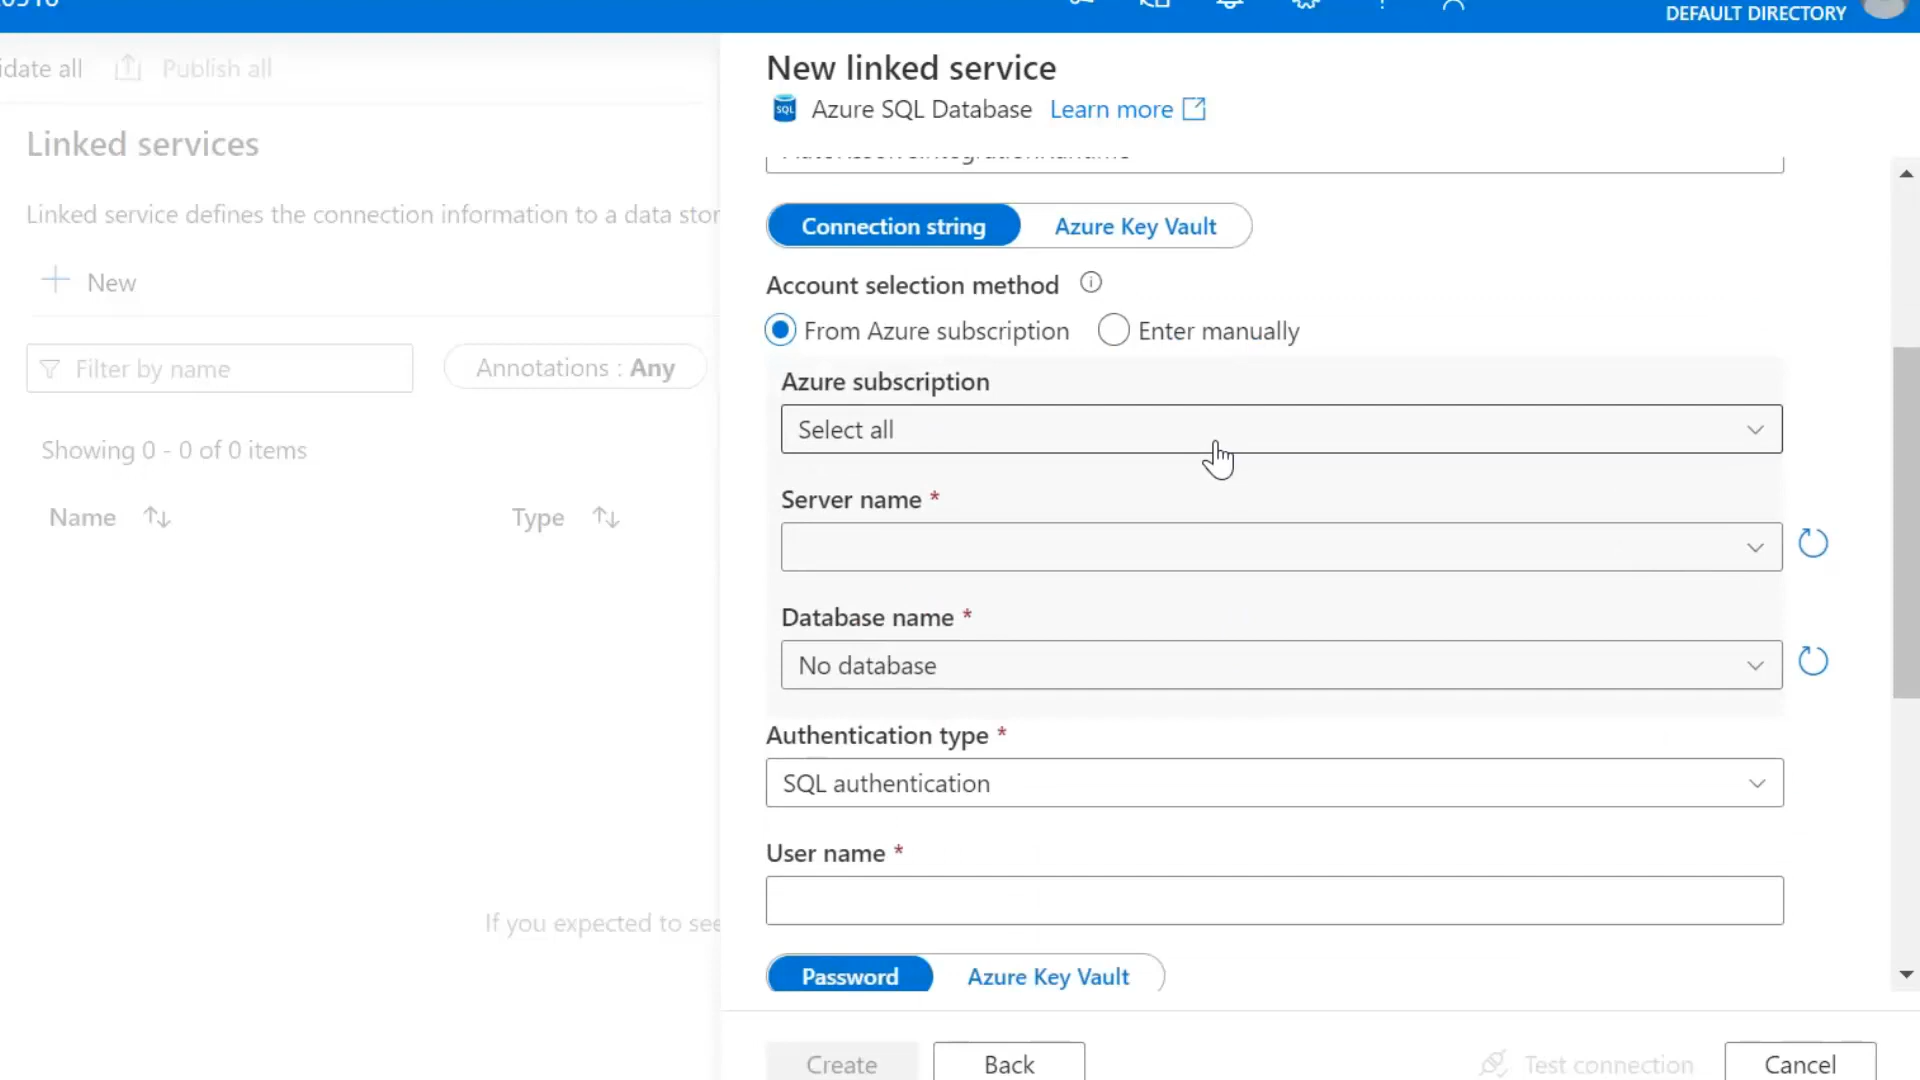 DEFAULT DIRECTORY
idate all
Publish all
New linked service
SQL
Azure SQL Database
Learn more
Linked services
Linked service defines the connection information to a data stor
New
Filter by name
Annotations : Any
Showing 0 - 0 of 0 items
Name
Type
If you expected to see
Connection string
Azure Key Vault
Account selection method
From Azure subscription
Enter manually
Azure subscription
Select all
Server name *
Database name *
No database
Authentication type *
SQL authentication
User name *
Password
Azure Key Vault
Create
Back
Test connection
Cancel